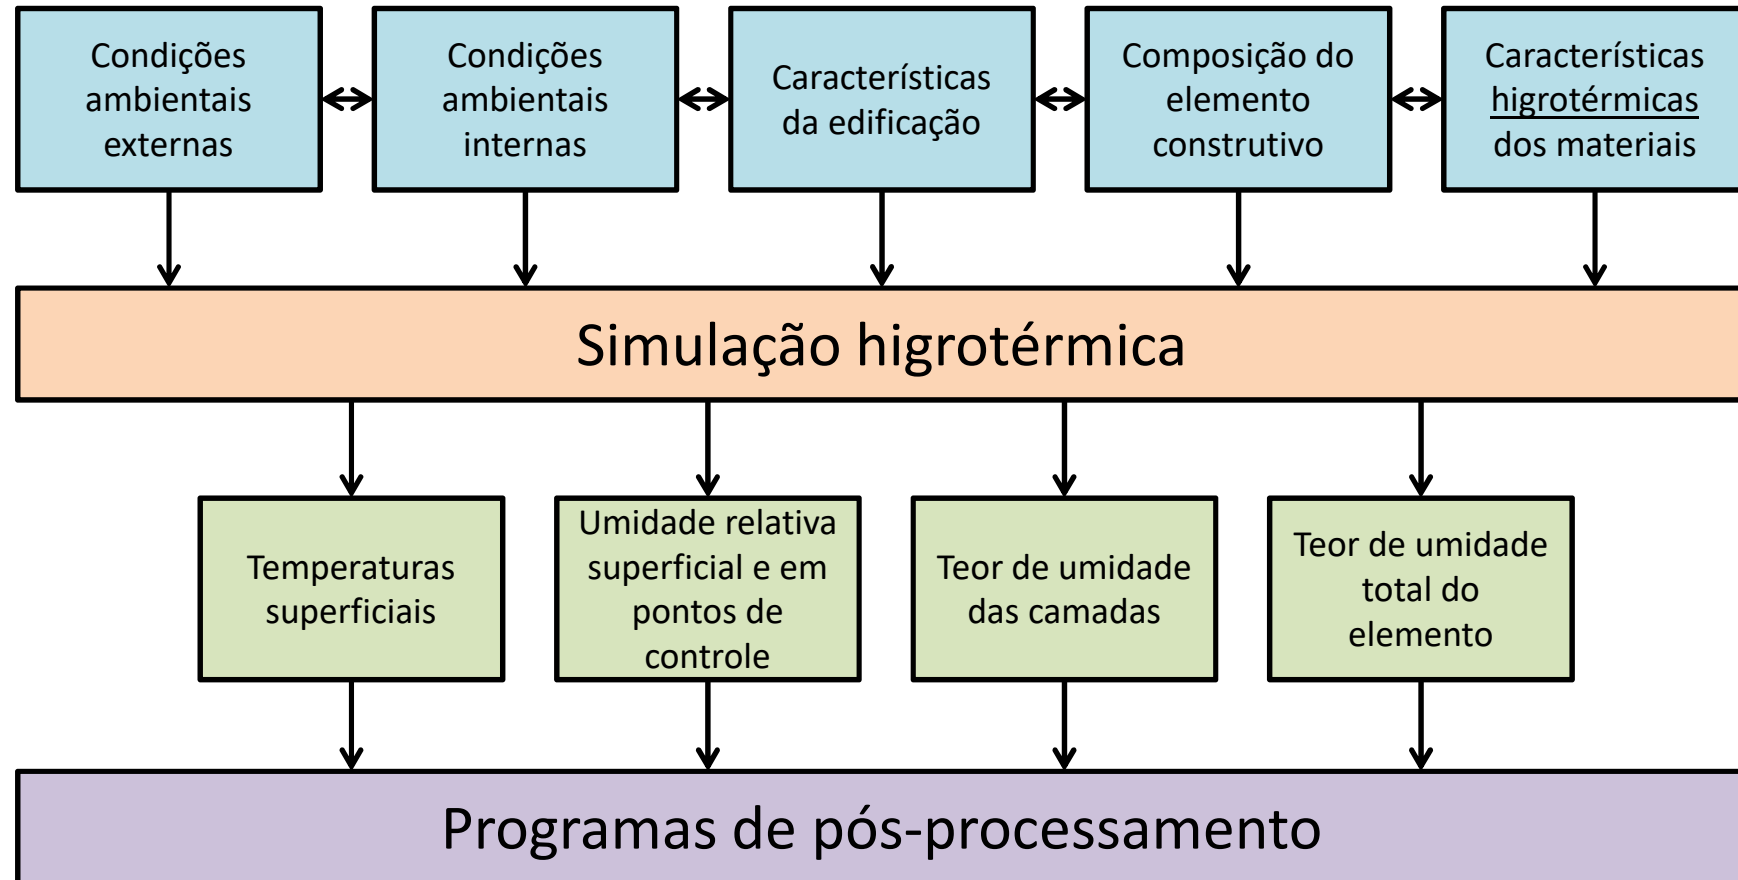 Condições
ambientais
externas
Condições
ambientais
internas
Características
da edificação
Composição do
elemento
construtivo
Características
higrotérmicas
dos materiais
Simulação higrotérmica
Temperaturas
superficiais
Umidade relativa
superficial e em
pontos de
controle
Teor de umidade
das camadas
Teor de umidade
total do
elemento
Programas de pós-processamento